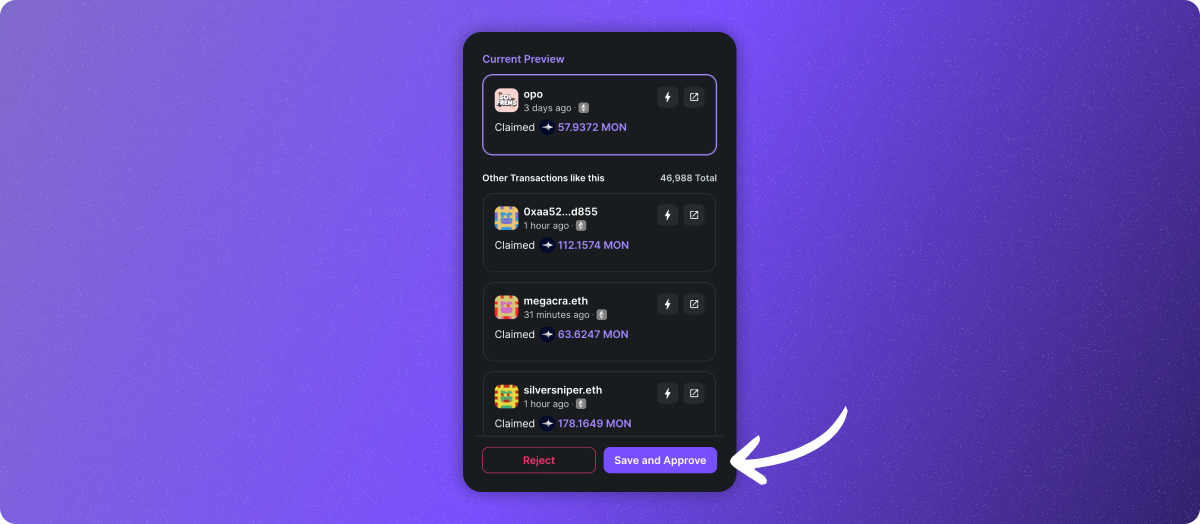 Current Preview
opo
3 days ago ·
Claimed 57.9372 MON
Other Transactions like this 46,988 Total
0xaa52...d855
1 hour ago ·
Claimed 112.1574 MON
megacra.eth
31 minutes ago ·
Claimed 63.6247 MON
silversniper.eth
1 hour ago ·
Claimed 178.1649 MON
Reject Save and Approve